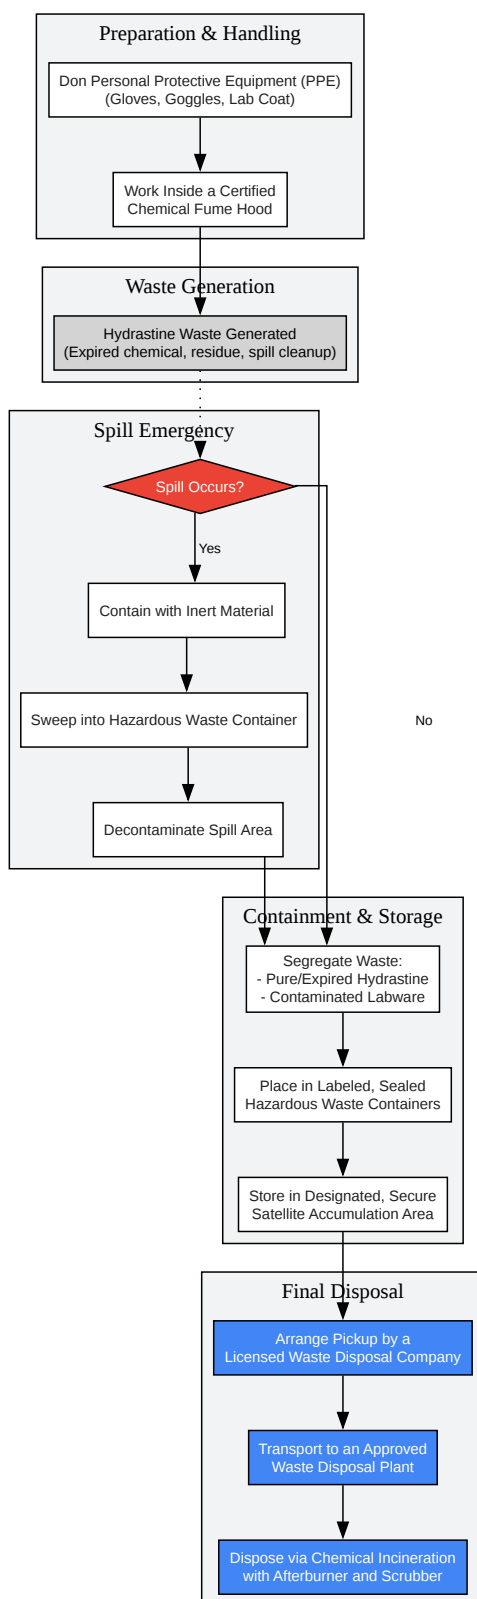 Preparation & Handling
Don Personal Protective Equipment (PPE)
(Gloves, Goggles, Lab Coat)
Work Inside a Certified
Chemical Fume Hood
Waste Generation
Hydrastine Waste Generated
(Expired chemical, residue, spill cleanup)
Spill Emergency
Spill Occurs?
Yes
Contain with Inert Material
Sweep into Hazardous Waste Container
No
Decontaminate Spill Area
Containment & Storage
Segregate Waste:
- Pure/Expired Hydrastine
- Contaminated Labware
Place in Labeled, Sealed
Hazardous Waste Containers
Store in Designated, Secure
Satellite Accumulation Area
Final Disposal
Arrange Pickup by a
Licensed Waste Disposal Company
Transport to an Approved
Waste Disposal Plant
Dispose via Chemical Incineration
with Afterburner and Scrubber